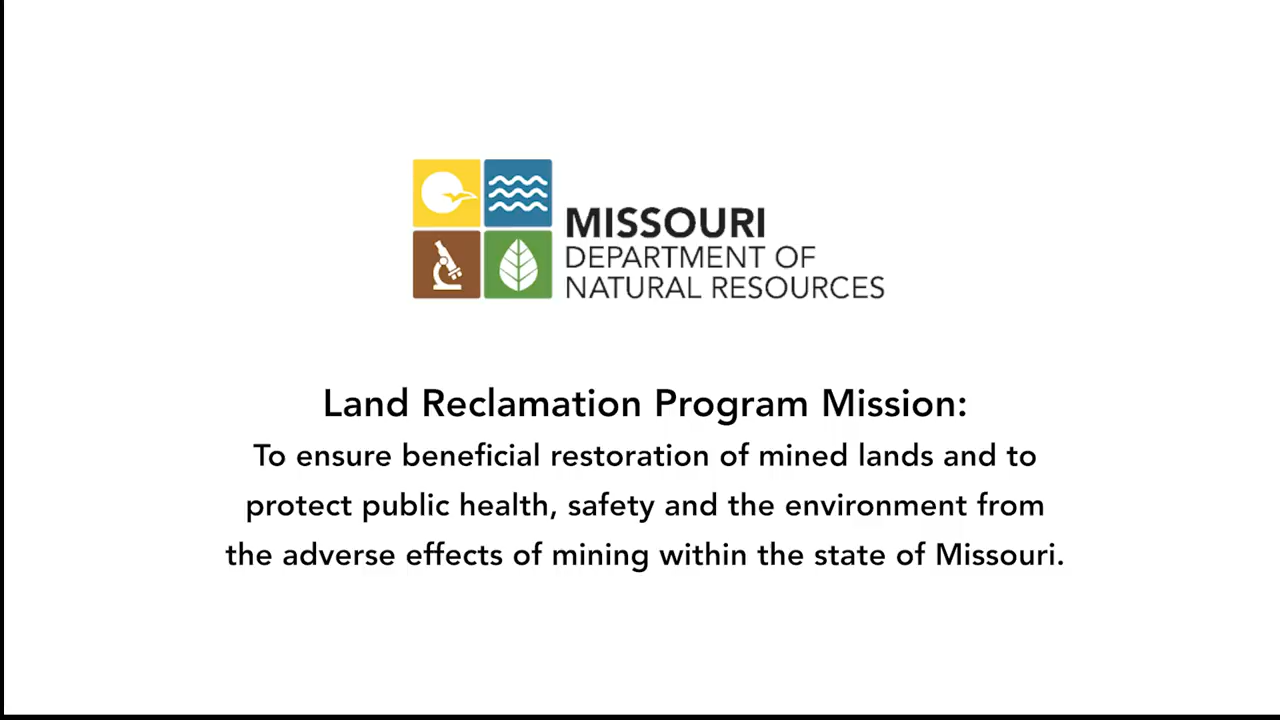 MISSOURI
DEPARTMENT OF
NATURAL RESOURCES
Land Reclamation Program Mission:
To ensure beneficial restoration of mined lands and to
protect public health, safety and the environment from
the adverse effects of mining within the state of Missouri.